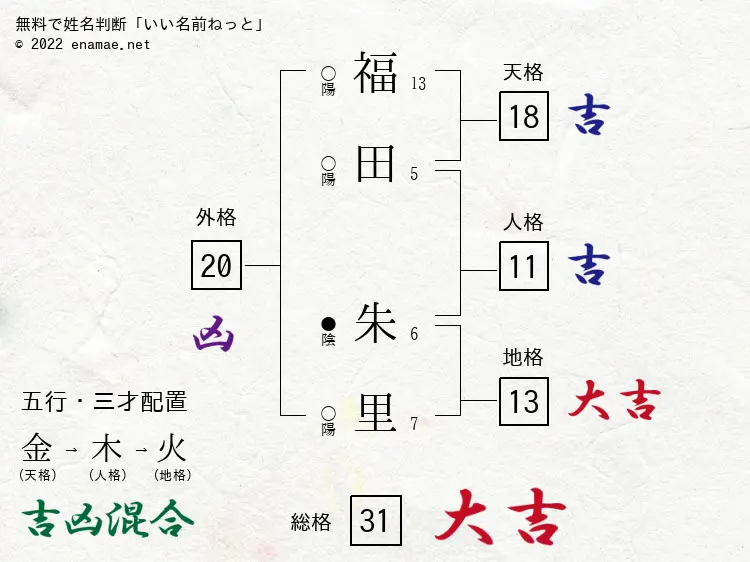 無料で姓名判断「いい名前ねっと」
© 2022 enamae.net
○陽 福 13
○陽 田 5
●陰 朱 6
○陽 里 7
天格
18 吉
人格
11 吉
地格
13 大吉
外格
20
凶
五行・三才配置
金 → 木 → 火
(天格) (人格) (地格)
吉凶混合
総格 31 大吉